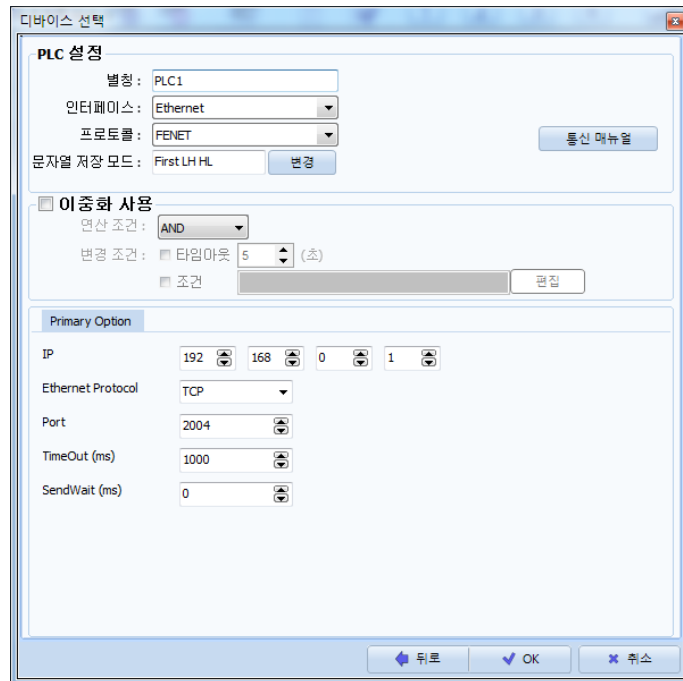 디바이스 선택
PLC 설정
별칭 : PLC1
인터페이스 : Ethernet
프로토콜 : FENET
통신 매뉴얼
문자열 저장 모드 : First LH HL 변경
이중화 사용
연산 조건 : AND
변경 조건 : 타임아웃 5 (초)
조건 편집
Primary Option
IP 192 168 0 1
Ethernet Protocol TCP
Port 2004
TimeOut (ms) 1000
SendWait (ms) 0
뒤로 OK 취소